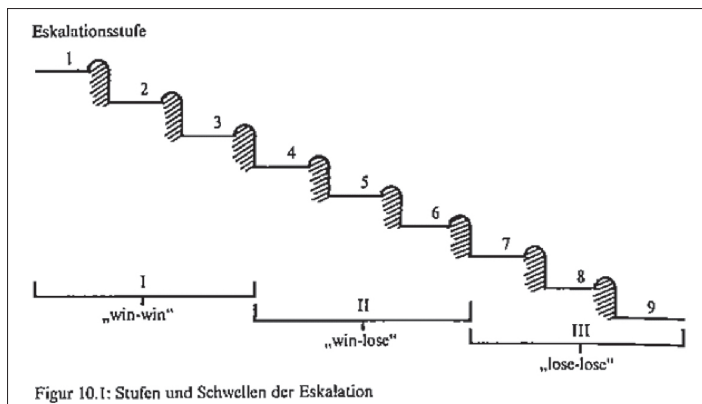 Eskalationsstufe
1
2
3
4
5
6
7
8
9
I
„win-win“
II
„win-lose“
III
„lose-lose“
Figur 10.1: Stufen und Schwellen der Eskalation